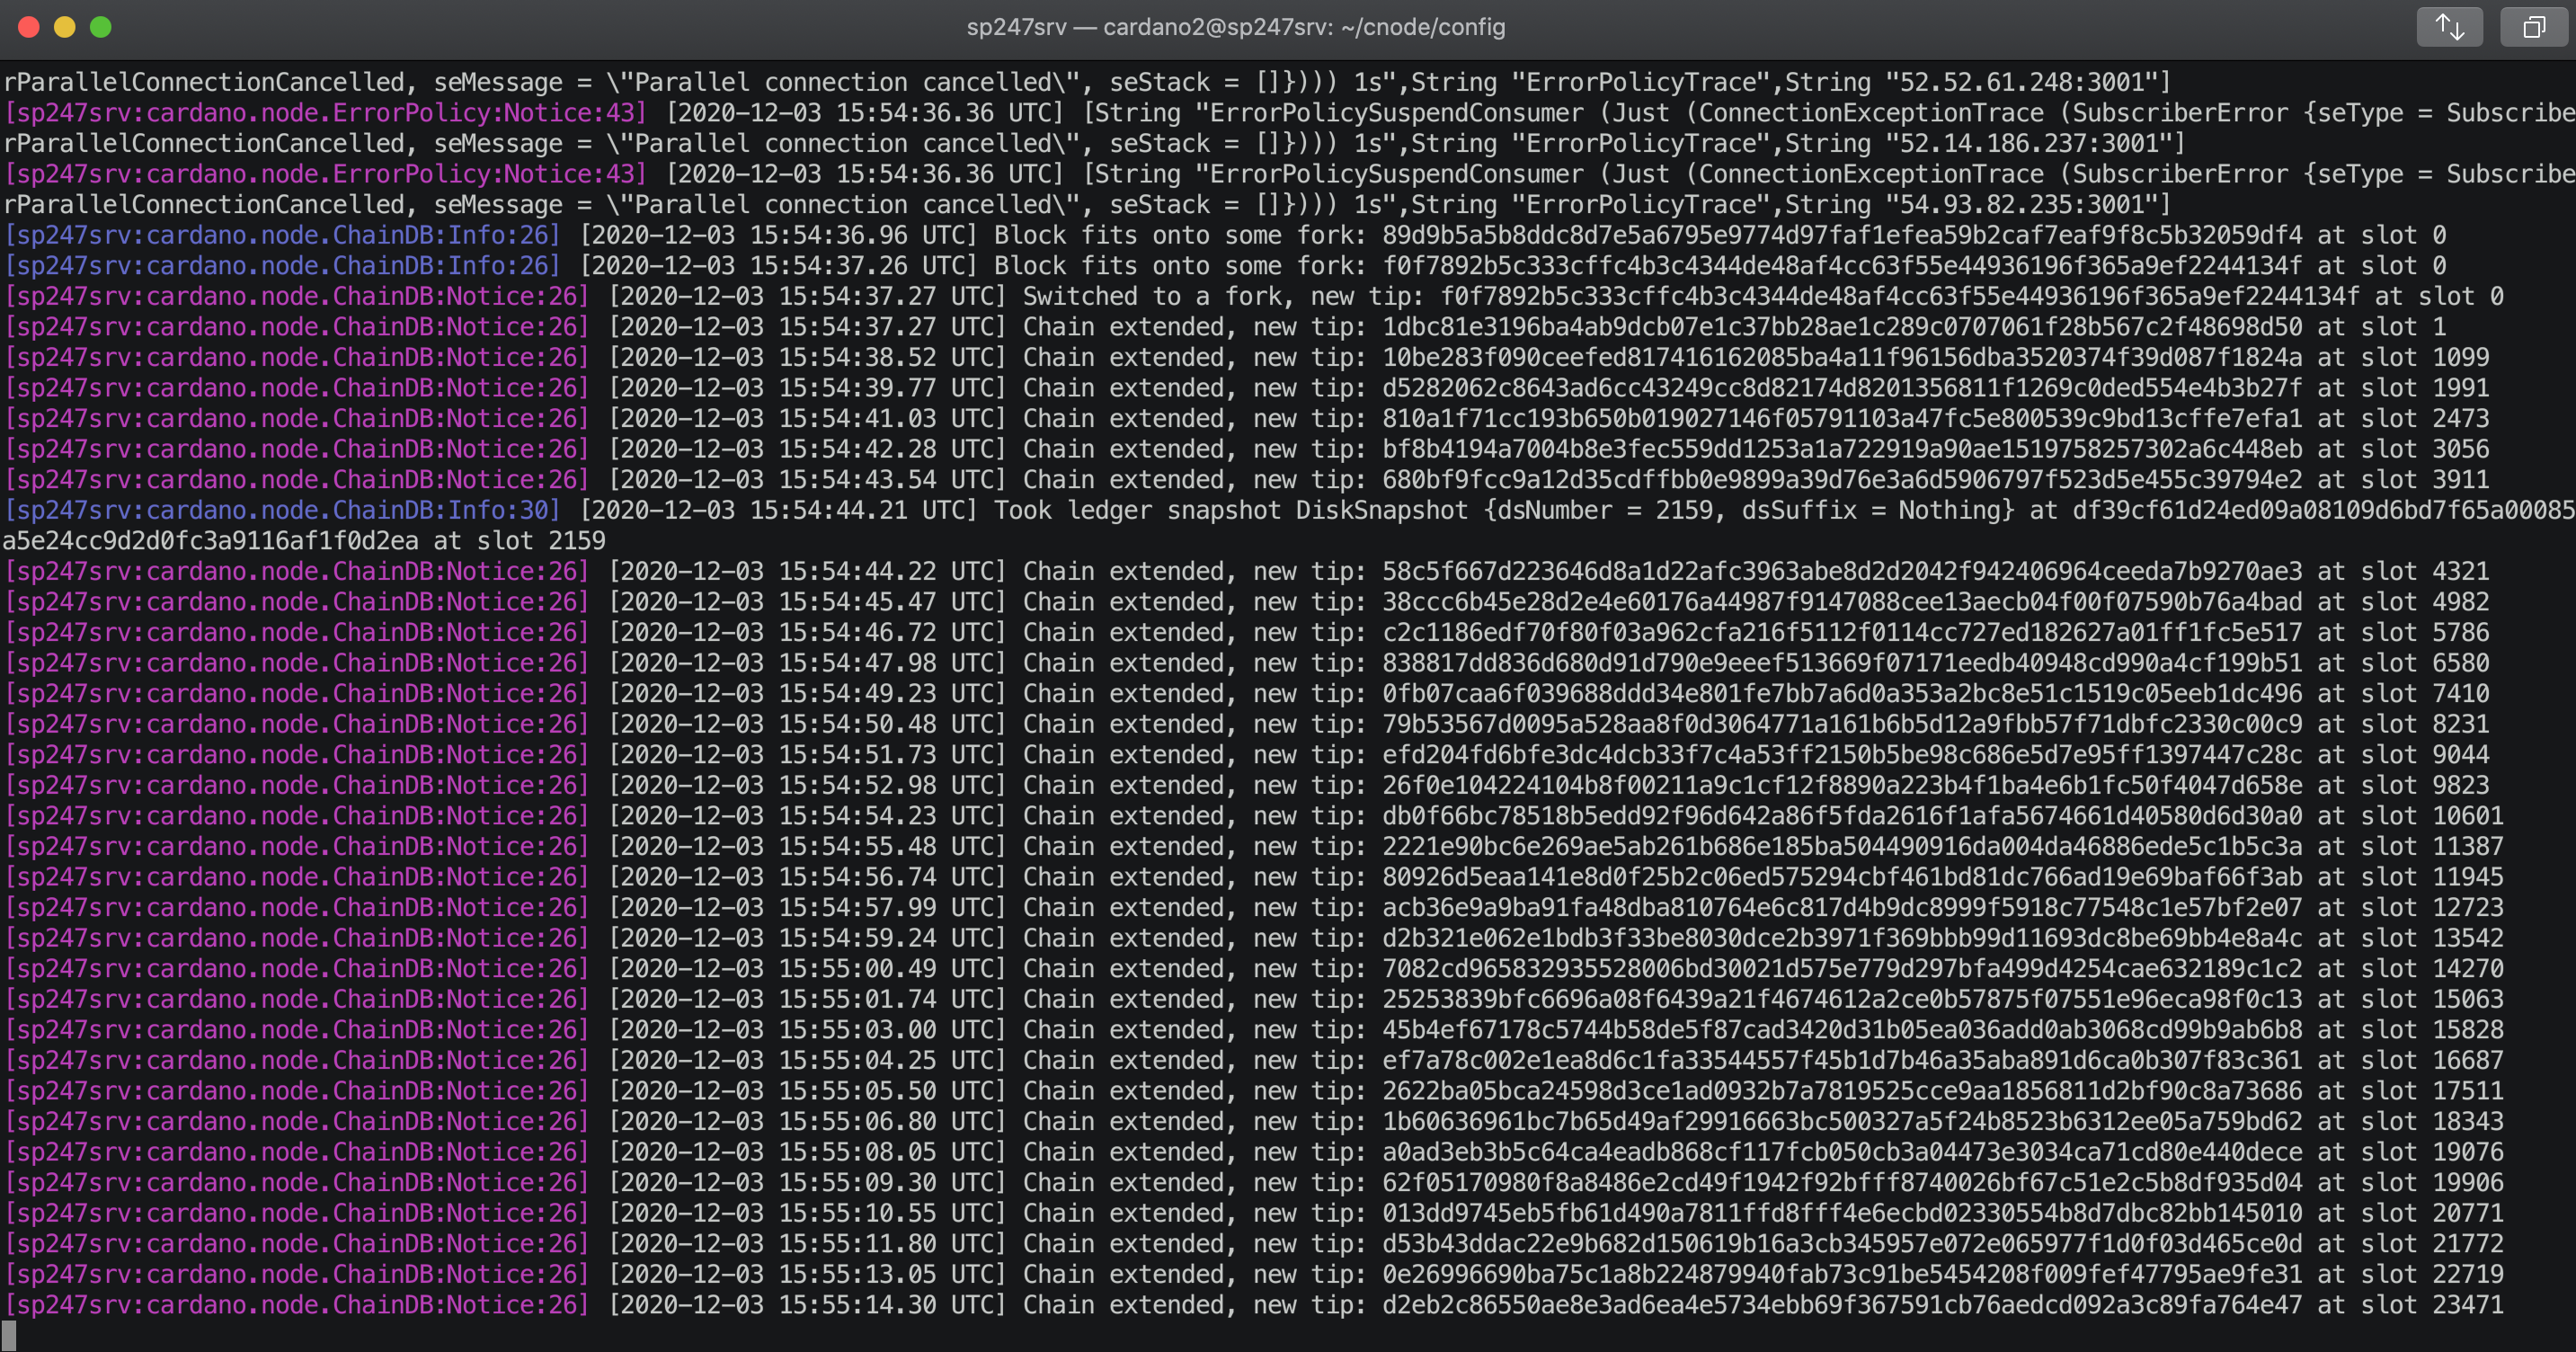 sp247srv — cardano2@sp247srv: ~/cnode/config
rParallelConnectionCancelled, seMessage = \"Parallel connection cancelled\", seStack = []}))) 1s",String "ErrorPolicyTrace",String "52.52.61.248:3001"]
[sp247srv:cardano.node.ErrorPolicy:Notice:43] [2020-12-03 15:54:36.36 UTC] [String "ErrorPolicySuspendConsumer (Just (ConnectionExceptionTrace (SubscriberError {seType = Subscribe
rParallelConnectionCancelled, seMessage = \"Parallel connection cancelled\", seStack = []}))) 1s",String "ErrorPolicyTrace",String "52.14.186.237:3001"]
[sp247srv:cardano.node.ErrorPolicy:Notice:43] [2020-12-03 15:54:36.36 UTC] [String "ErrorPolicySuspendConsumer (Just (ConnectionExceptionTrace (SubscriberError {seType = Subscribe
rParallelConnectionCancelled, seMessage = \"Parallel connection cancelled\", seStack = []}))) 1s",String "ErrorPolicyTrace",String "54.93.82.235:3001"]
[sp247srv:cardano.node.ChainDB:Info:26] [2020-12-03 15:54:36.96 UTC] Block fits onto some fork: 89d9b5a5b8ddc8d7e5a6795e9774d97faf1efea59b2caf7eaf9f8c5b32059df4 at slot 0
[sp247srv:cardano.node.ChainDB:Info:26] [2020-12-03 15:54:37.26 UTC] Block fits onto some fork: f0f7892b5c333cffc4b3c4344de48af4cc63f55e44936196f365a9ef2244134f at slot 0
[sp247srv:cardano.node.ChainDB:Notice:26] [2020-12-03 15:54:37.27 UTC] Switched to a fork, new tip: f0f7892b5c333cffc4b3c4344de48af4cc63f55e44936196f365a9ef2244134f at slot 0
[sp247srv:cardano.node.ChainDB:Notice:26] [2020-12-03 15:54:37.27 UTC] Chain extended, new tip: 1dbc81e3196ba4ab9dcb07e1c37bb28ae1c289c0707061f28b567c2f48698d50 at slot 1
[sp247srv:cardano.node.ChainDB:Notice:26] [2020-12-03 15:54:38.52 UTC] Chain extended, new tip: 10be283f090ceefed817416162085ba4a11f96156dba3520374f39d087f1824a at slot 1099
[sp247srv:cardano.node.ChainDB:Notice:26] [2020-12-03 15:54:39.77 UTC] Chain extended, new tip: d5282062c8643ad6cc43249cc8d82174d8201356811f1269c0ded554e4b3b27f at slot 1991
[sp247srv:cardano.node.ChainDB:Notice:26] [2020-12-03 15:54:41.03 UTC] Chain extended, new tip: 810a1f71cc193b650b019027146f05791103a47fc5e800539c9bd13cffe7efa1 at slot 2473
[sp247srv:cardano.node.ChainDB:Notice:26] [2020-12-03 15:54:42.28 UTC] Chain extended, new tip: bf8b4194a7004b8e3fec559dd1253a1a722919a90ae1519758257302a6c448eb at slot 3056
[sp247srv:cardano.node.ChainDB:Notice:26] [2020-12-03 15:54:43.54 UTC] Chain extended, new tip: 680bf9fcc9a12d35cdffbb0e9899a39d76e3a6d5906797f523d5e455c39794e2 at slot 3911
[sp247srv:cardano.node.ChainDB:Info:30] [2020-12-03 15:54:44.21 UTC] Took ledger snapshot DiskSnapshot {dsNumber = 2159, dsSuffix = Nothing} at df39cf61d24ed09a08109d6bd7f65a00085
a5e24cc9d2d0fc3a9116af1f0d2ea at slot 2159
[sp247srv:cardano.node.ChainDB:Notice:26] [2020-12-03 15:54:44.22 UTC] Chain extended, new tip: 58c5f667d223646d8a1d22afc3963abe8d2d2042f942406964ceeda7b9270ae3 at slot 4321
[sp247srv:cardano.node.ChainDB:Notice:26] [2020-12-03 15:54:45.47 UTC] Chain extended, new tip: 38ccc6b45e28d2e4e60176a44987f9147088cee13aecb04f00f07590b76a4bad at slot 4982
[sp247srv:cardano.node.ChainDB:Notice:26] [2020-12-03 15:54:46.72 UTC] Chain extended, new tip: c2c1186edf70f80f03a962cfa216f5112f0114cc727ed182627a01ff1fc5e517 at slot 5786
[sp247srv:cardano.node.ChainDB:Notice:26] [2020-12-03 15:54:47.98 UTC] Chain extended, new tip: 838817dd836d680d91d790e9eeef513669f07171eedb40948cd990a4cf199b51 at slot 6580
[sp247srv:cardano.node.ChainDB:Notice:26] [2020-12-03 15:54:49.23 UTC] Chain extended, new tip: 0fb07caa6f039688ddd34e801fe7bb7a6d0a353a2bc8e51c1519c05eeb1dc496 at slot 7410
[sp247srv:cardano.node.ChainDB:Notice:26] [2020-12-03 15:54:50.48 UTC] Chain extended, new tip: 79b53567d0095a528aa8f0d3064771a161b6b5d12a9fbb57f71dbfc2330c00c9 at slot 8231
[sp247srv:cardano.node.ChainDB:Notice:26] [2020-12-03 15:54:51.73 UTC] Chain extended, new tip: efd204fd6bfe3dc4dcb33f7c4a53ff2150b5be98c686e5d7e95ff1397447c28c at slot 9044
[sp247srv:cardano.node.ChainDB:Notice:26] [2020-12-03 15:54:52.98 UTC] Chain extended, new tip: 26f0e104224104b8f00211a9c1cf12f8890a223b4f1ba4e6b1fc50f4047d658e at slot 9823
[sp247srv:cardano.node.ChainDB:Notice:26] [2020-12-03 15:54:54.23 UTC] Chain extended, new tip: db0f66bc78518b5edd92f96d642a86f5fda2616f1afa5674661d40580d6d30a0 at slot 10601
[sp247srv:cardano.node.ChainDB:Notice:26] [2020-12-03 15:54:55.48 UTC] Chain extended, new tip: 2221e90bc6e269ae5ab261b686e185ba504490916da004da46886ede5c1b5c3a at slot 11387
[sp247srv:cardano.node.ChainDB:Notice:26] [2020-12-03 15:54:56.74 UTC] Chain extended, new tip: 80926d5eaa141e8d0f25b2c06ed575294cbf461bd81dc766ad19e69baf66f3ab at slot 11945
[sp247srv:cardano.node.ChainDB:Notice:26] [2020-12-03 15:54:57.99 UTC] Chain extended, new tip: acb36e9a9ba91fa48dba810764e6c817d4b9dc8999f5918c77548c1e57bf2e07 at slot 12723
[sp247srv:cardano.node.ChainDB:Notice:26] [2020-12-03 15:54:59.24 UTC] Chain extended, new tip: d2b321e062e1bdb3f33be8030dce2b3971f369bbb99d11693dc8be69bb4e8a4c at slot 13542
[sp247srv:cardano.node.ChainDB:Notice:26] [2020-12-03 15:55:00.49 UTC] Chain extended, new tip: 7082cd965832935528006bd30021d575e779d297bfa499d4254cae632189c1c2 at slot 14270
[sp247srv:cardano.node.ChainDB:Notice:26] [2020-12-03 15:55:01.74 UTC] Chain extended, new tip: 25253839bfc6696a08f6439a21f4674612a2ce0b57875f07551e96eca98f0c13 at slot 15063
[sp247srv:cardano.node.ChainDB:Notice:26] [2020-12-03 15:55:03.00 UTC] Chain extended, new tip: 45b4ef67178c5744b58de5f87cad3420d31b05ea036add0ab3068cd99b9ab6b8 at slot 15828
[sp247srv:cardano.node.ChainDB:Notice:26] [2020-12-03 15:55:04.25 UTC] Chain extended, new tip: ef7a78c002e1ea8d6c1fa33544557f45b1d7b46a35aba891d6ca0b307f83c361 at slot 16687
[sp247srv:cardano.node.ChainDB:Notice:26] [2020-12-03 15:55:05.50 UTC] Chain extended, new tip: 2622ba05bca24598d3ce1ad0932b7a7819525cce9aa1856811d2bf90c8a73686 at slot 17511
[sp247srv:cardano.node.ChainDB:Notice:26] [2020-12-03 15:55:06.80 UTC] Chain extended, new tip: 1b60636961bc7b65d49af29916663bc500327a5f24b8523b6312ee05a759bd62 at slot 18343
[sp247srv:cardano.node.ChainDB:Notice:26] [2020-12-03 15:55:08.05 UTC] Chain extended, new tip: a0ad3eb3b5c64ca4eadb868cf117fcb050cb3a04473e3034ca71cd80e440dece at slot 19076
[sp247srv:cardano.node.ChainDB:Notice:26] [2020-12-03 15:55:09.30 UTC] Chain extended, new tip: 62f05170980f8a8486e2cd49f1942f92bfff8740026bf67c51e2c5b8df935d04 at slot 19906
[sp247srv:cardano.node.ChainDB:Notice:26] [2020-12-03 15:55:10.55 UTC] Chain extended, new tip: 013dd9745eb5fb61d490a7811ffd8fff4e6ecbd02330554b8d7dbc82bb145010 at slot 20771
[sp247srv:cardano.node.ChainDB:Notice:26] [2020-12-03 15:55:11.80 UTC] Chain extended, new tip: d53b43ddac22e9b682d150619b16a3cb345957e072e065977f1d0f03d465ce0d at slot 21772
[sp247srv:cardano.node.ChainDB:Notice:26] [2020-12-03 15:55:13.05 UTC] Chain extended, new tip: 0e26996690ba75c1a8b224879940fab73c91be5454208f009fef47795ae9fe31 at slot 22719
[sp247srv:cardano.node.ChainDB:Notice:26] [2020-12-03 15:55:14.30 UTC] Chain extended, new tip: d2eb2c86550ae8e3ad6ea4e5734ebb69f367591cb76aedcd092a3c89fa764e47 at slot 23471